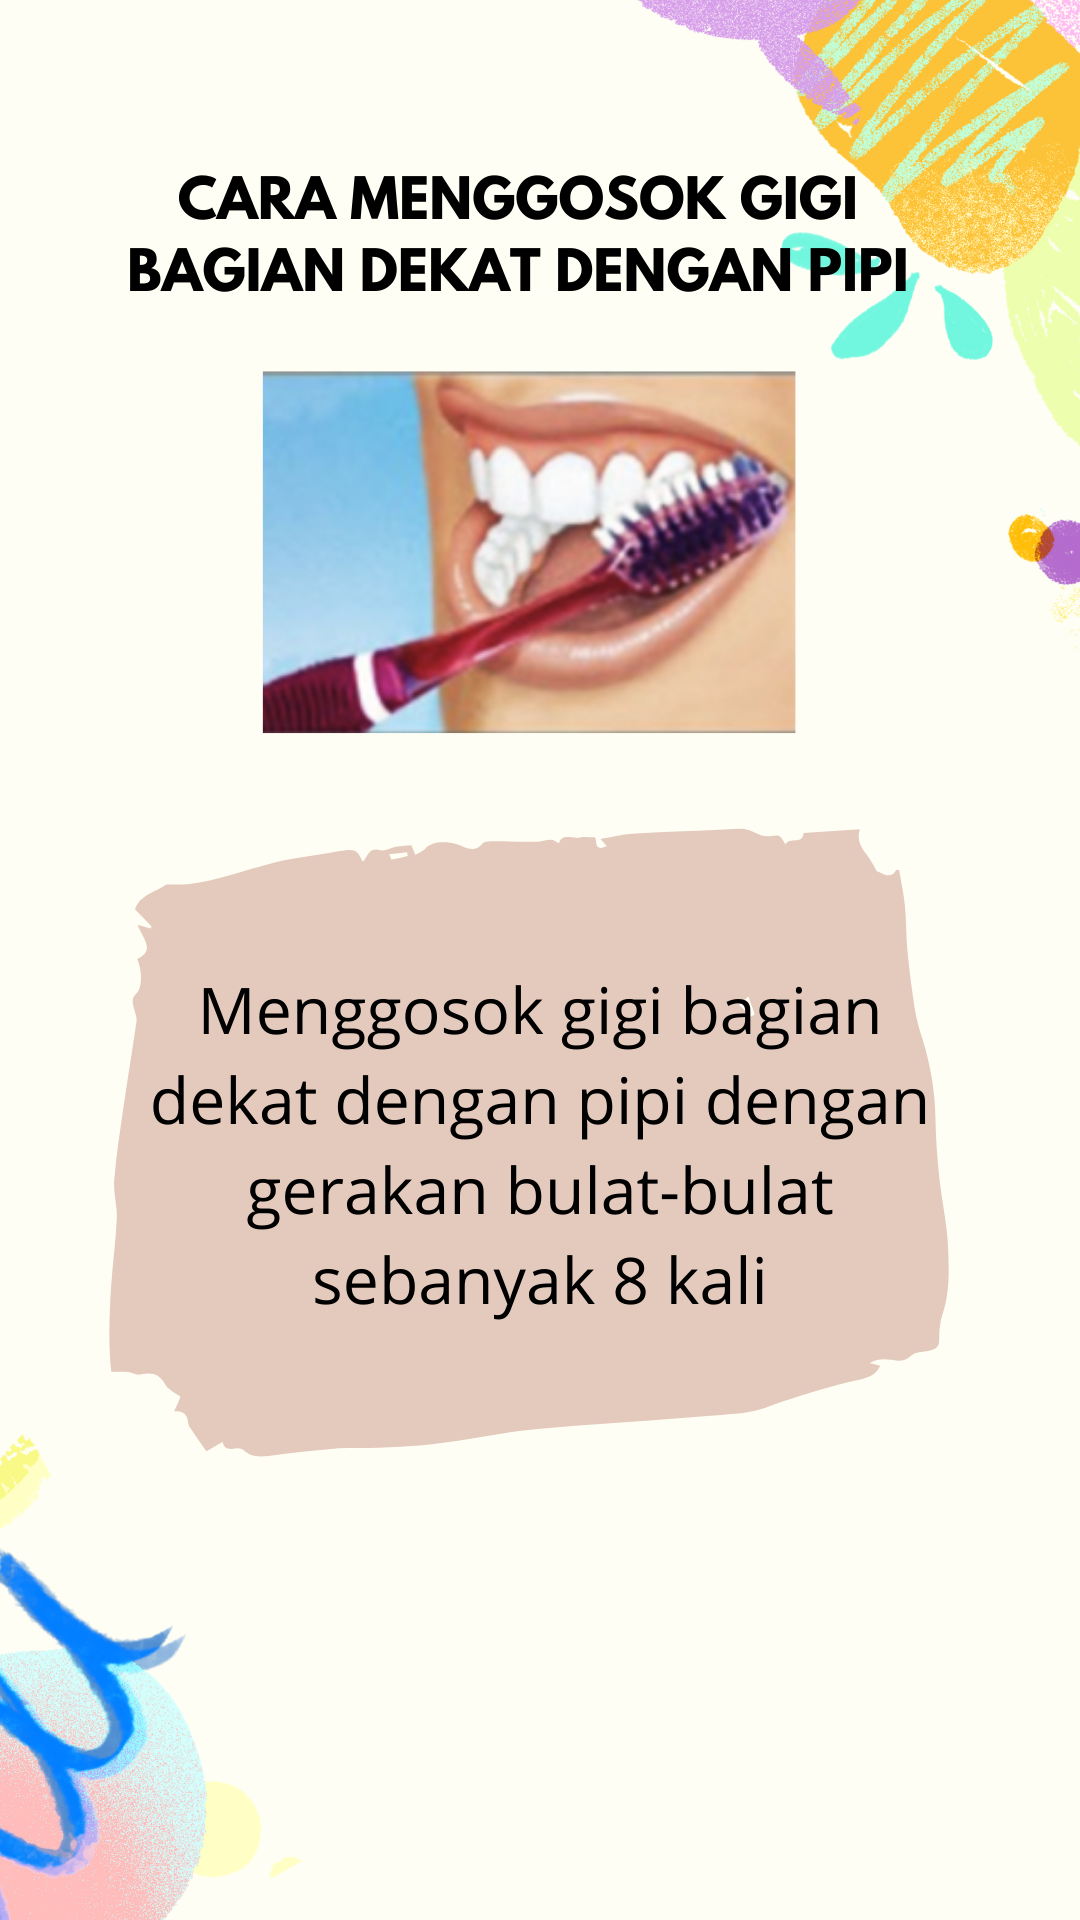 CARA MENGGOSOK GIGI
BAGIAN DEKAT DENGAN PIPI
Menggosok gigi bagian
dekat dengan pipi dengan
gerakan bulat-bulat
sebanyak 8 kali